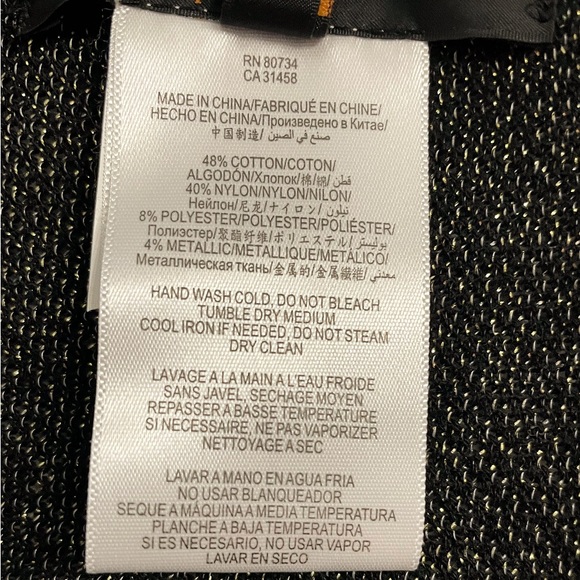 RN 80734
CA 31458
MADE IN CHINA/FABRIQUÉ EN CHINE/
HECHO EN CHINA/Произведено в Китае/
中国制造/ صنع في الصين/
48% COTTON/COTON/
ALGODÓN/Хлопок/棉/綿/ قطن/
40% NYLON/NYLON/NILON/
Нейлон/尼龙/ナイロン/ نيلون/
8% POLYESTER/POLYESTER/POLIÉSTER/
Полиэстер/聚酯纤维/ポリエステル/ بوليستر/
4% METALLIC/METALLIQUE/METÁLICO/
Металлическая ткань/金属的/金属繊維/ معدني/
HAND WASH COLD, DO NOT BLEACH
TUMBLE DRY MEDIUM
COOL IRON IF NEEDED, DO NOT STEAM
DRY CLEAN
LAVAGE A LA MAIN A L'EAU FROIDE
SANS JAVEL, SECHAGE MOYEN
REPASSER A BASSE TEMPERATURE
SI NECESSAIRE, NE PAS VAPORIZER
NETTOYAGE A SEC
LAVAR A MANO EN AGUA FRIA
NO USAR BLANQUEADOR
SEQUE A MÁQUINA A MEDIA TEMPERATURA
PLANCHE A BAJA TEMPERATURA
SI ES NECESARIO, NO USAR VAPOR
LAVAR EN SECO